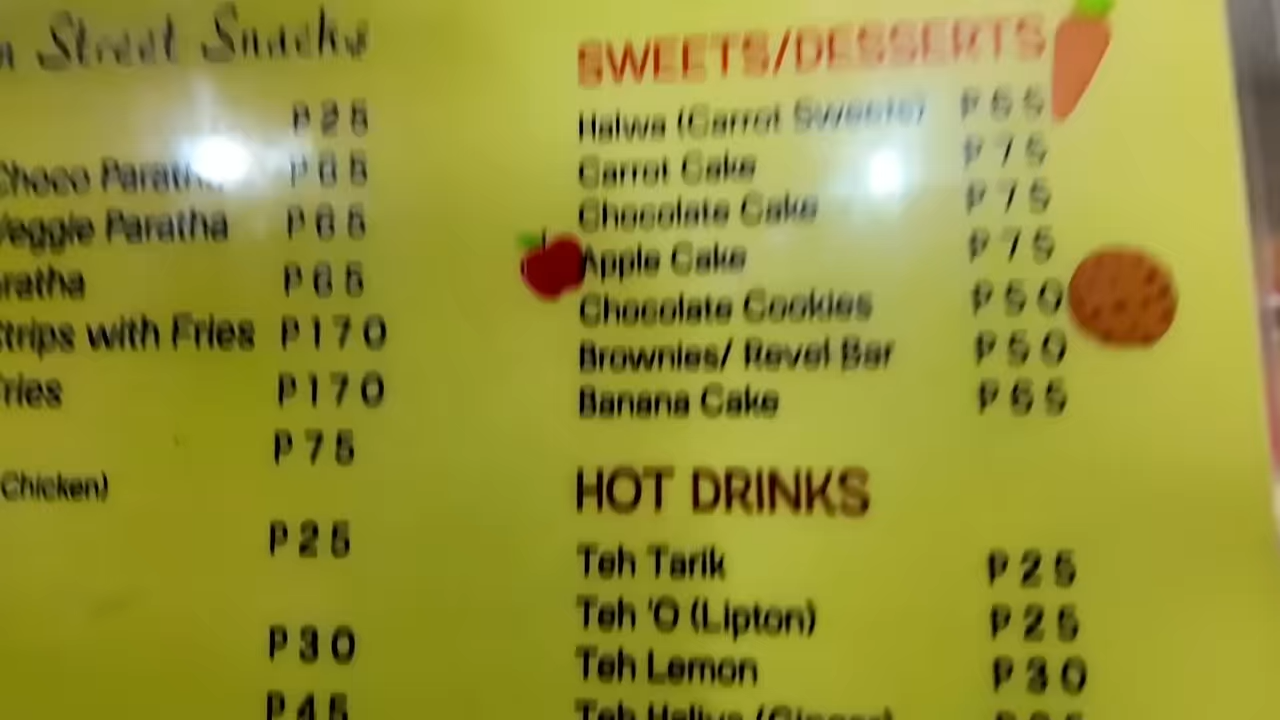 Street Snacks
P25
Choco P65
Veggie Paratha P65
ratha P65
Strips with Fries P170
Fries P170
P75
(Chicken)
P25
P30
P45
SWEETS/DESSERTS
Halwa (Carrot Sweets) P65
Carrot Cake P75
Chocolate Cake P75
Apple Cake P75
Chocolate Cookies P50
Brownies/ Revel Bar P50
Banana Cake P65
HOT DRINKS
Teh Tarik P25
Teh 'O (Lipton) P25
Teh Lemon P30
Teh Haliya (Ginger)